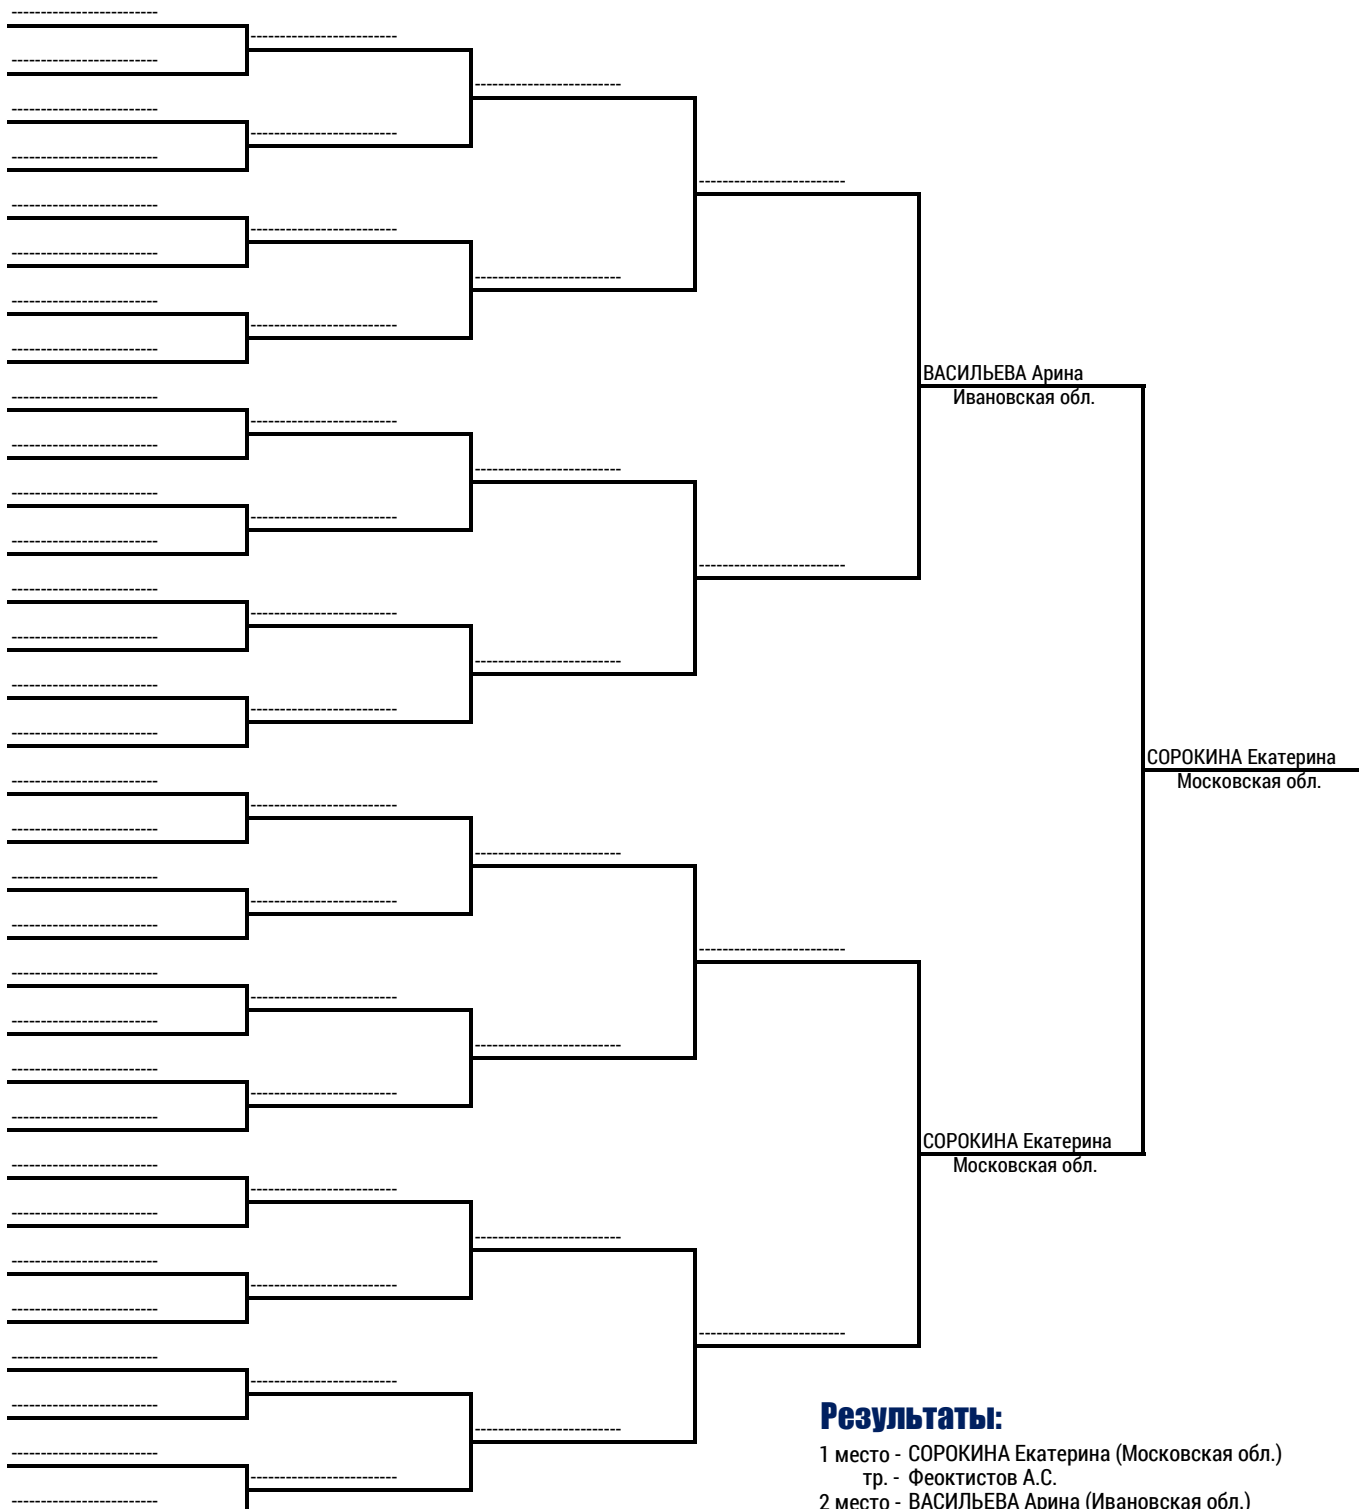 ВАСИЛЬЕВА Арина
Ивановская обл.
СОРОКИНА Екатерина
Московская обл.
СОРОКИНА Екатерина
Московская обл.
Результаты:
1 место - СОРОКИНА Екатерина (Московская обл.)
тр. - Феоктистов А.С.
2 место - ВАСИЛЬЕВА Арина (Ивановская обл.)